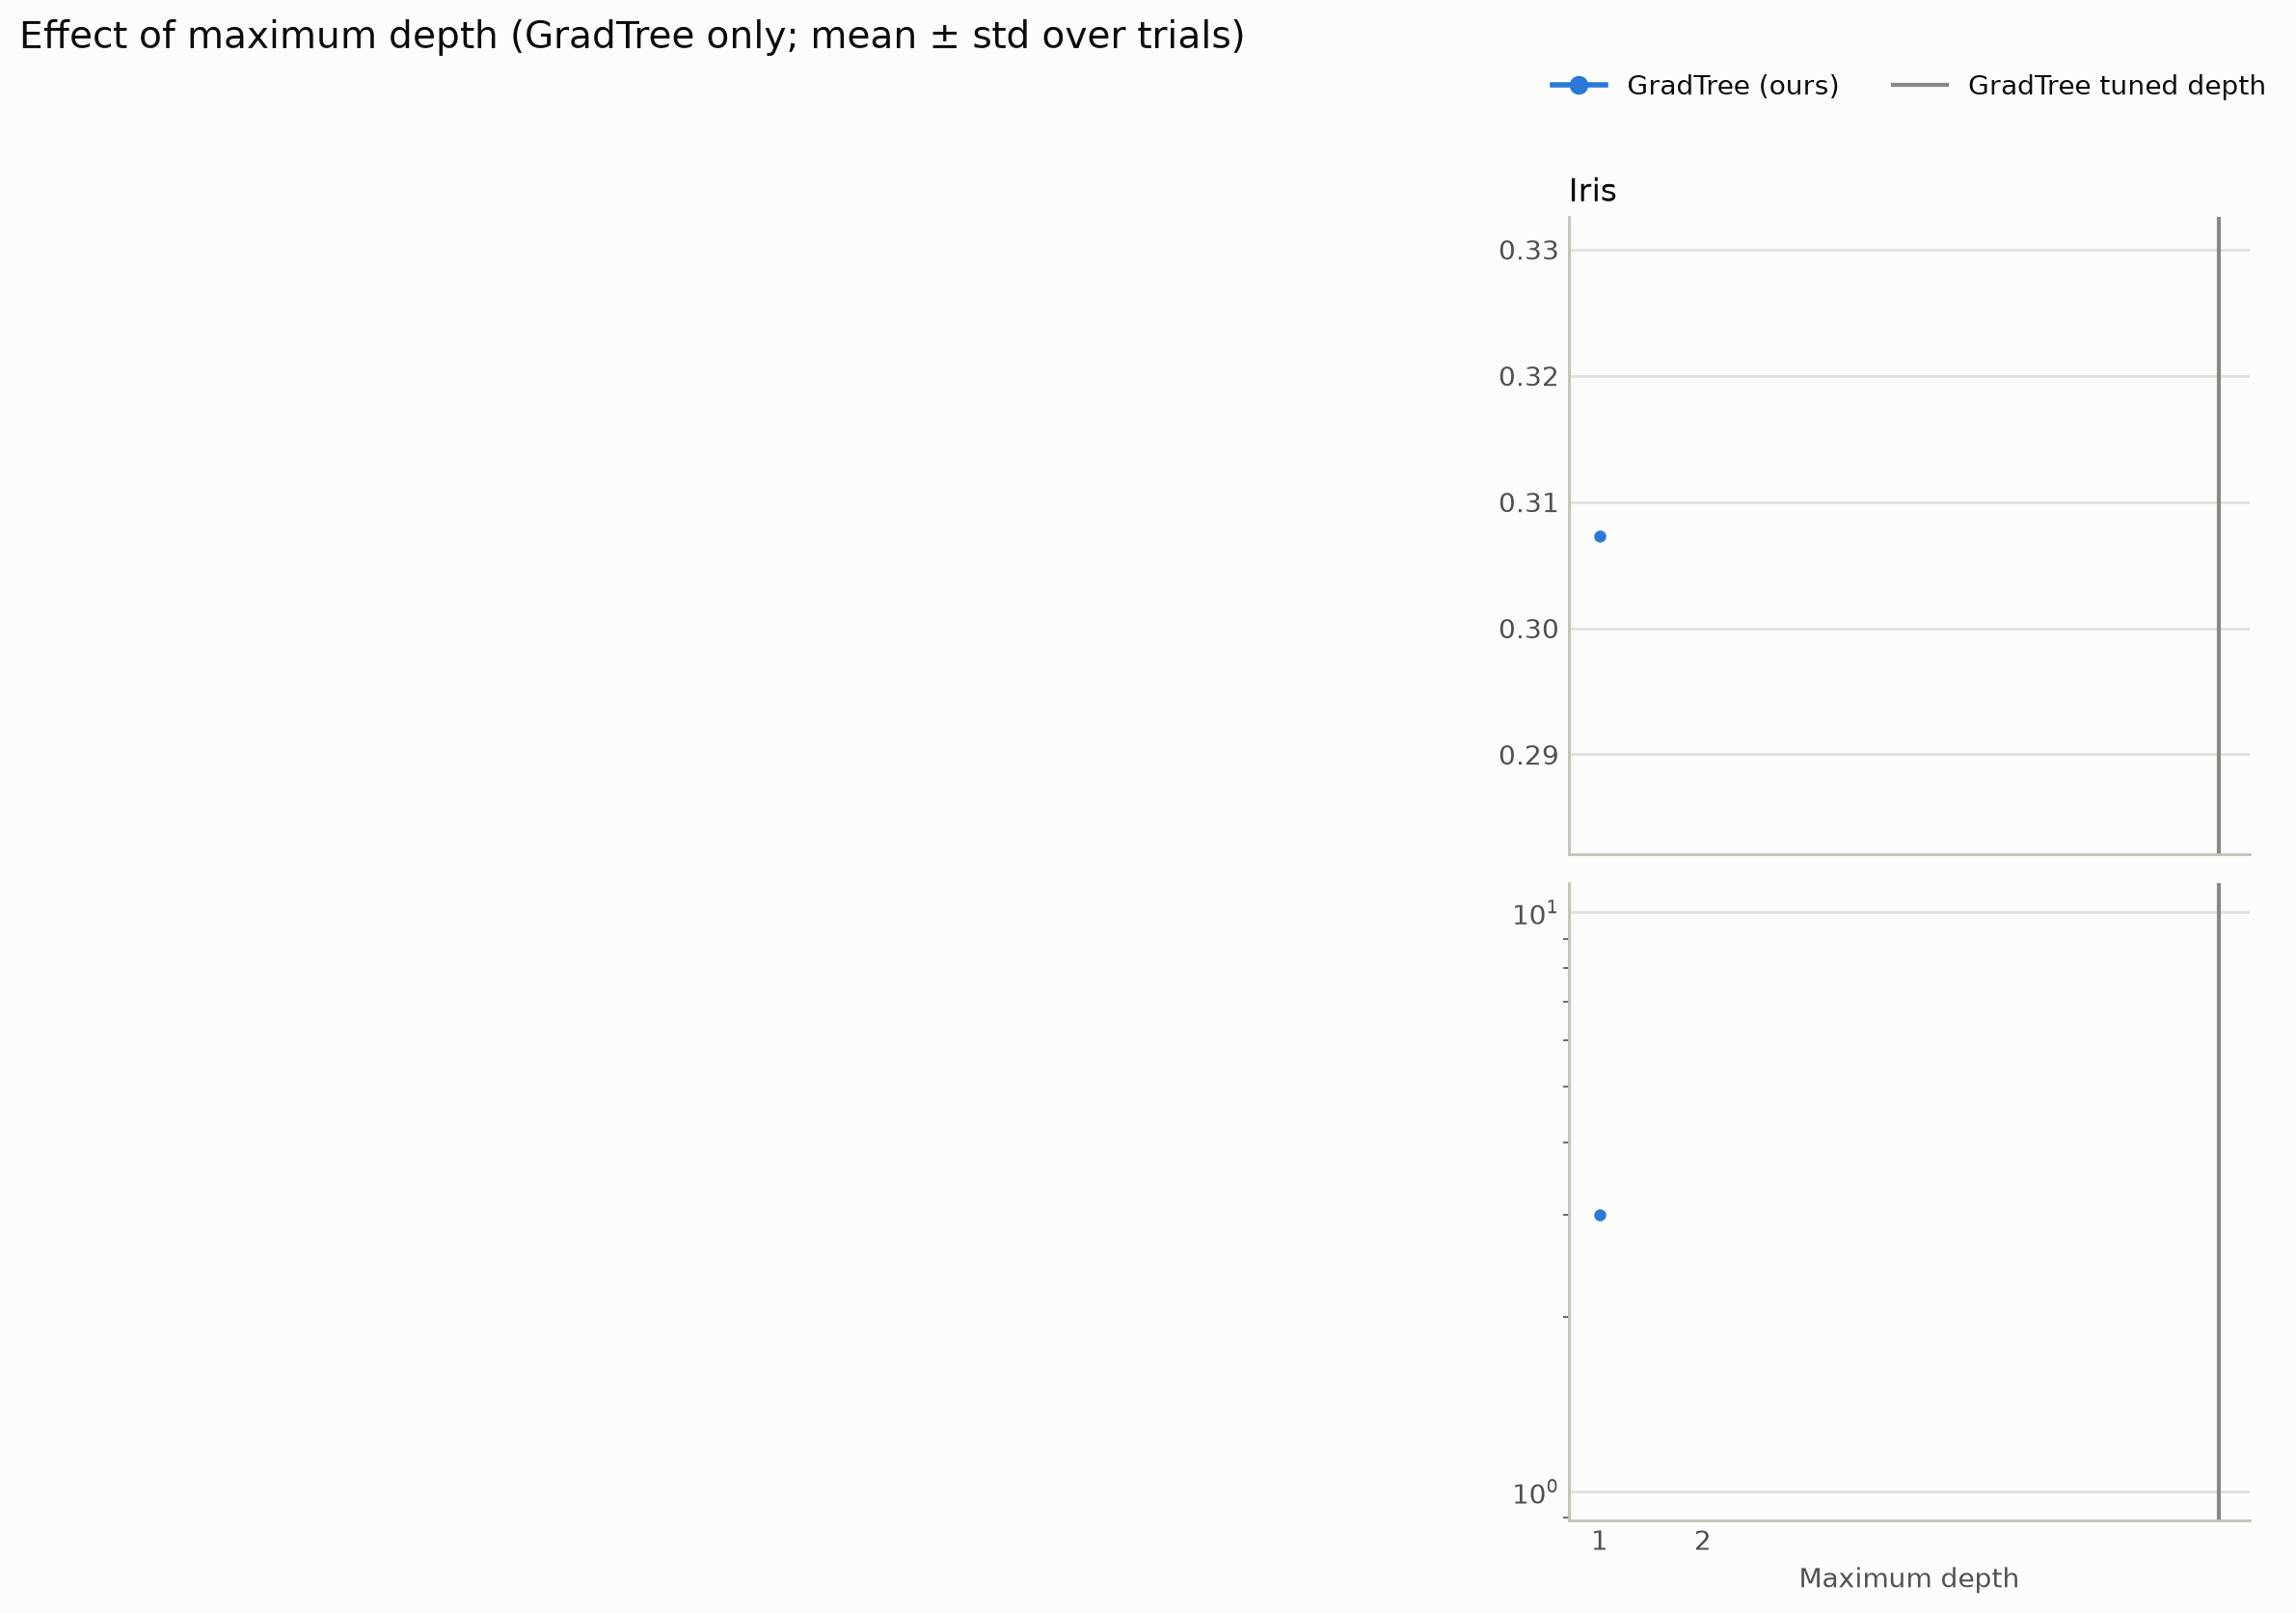 Effect of maximum depth (GradTree only; mean ± std over trials)
GradTree (ours) GradTree tuned depth
Iris
0.33
0.32
0.31
0.30
0.29
10¹
10⁰
1 2
Maximum depth